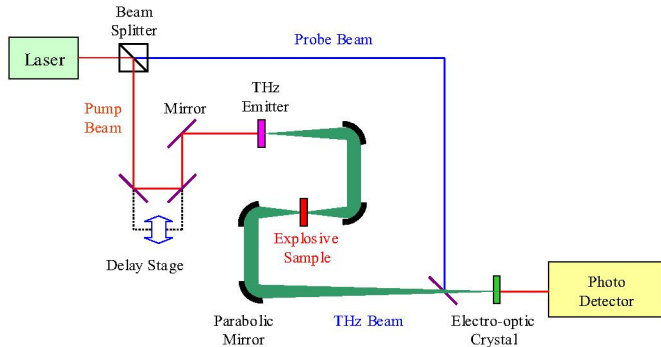 Beam
Splitter
Laser
Probe Beam
THz
Emitter
Pump
Beam
Mirror
Explosive
Sample
Delay Stage
Photo
Detector
Parabolic
Mirror
THz Beam
Electro-optic
Crystal